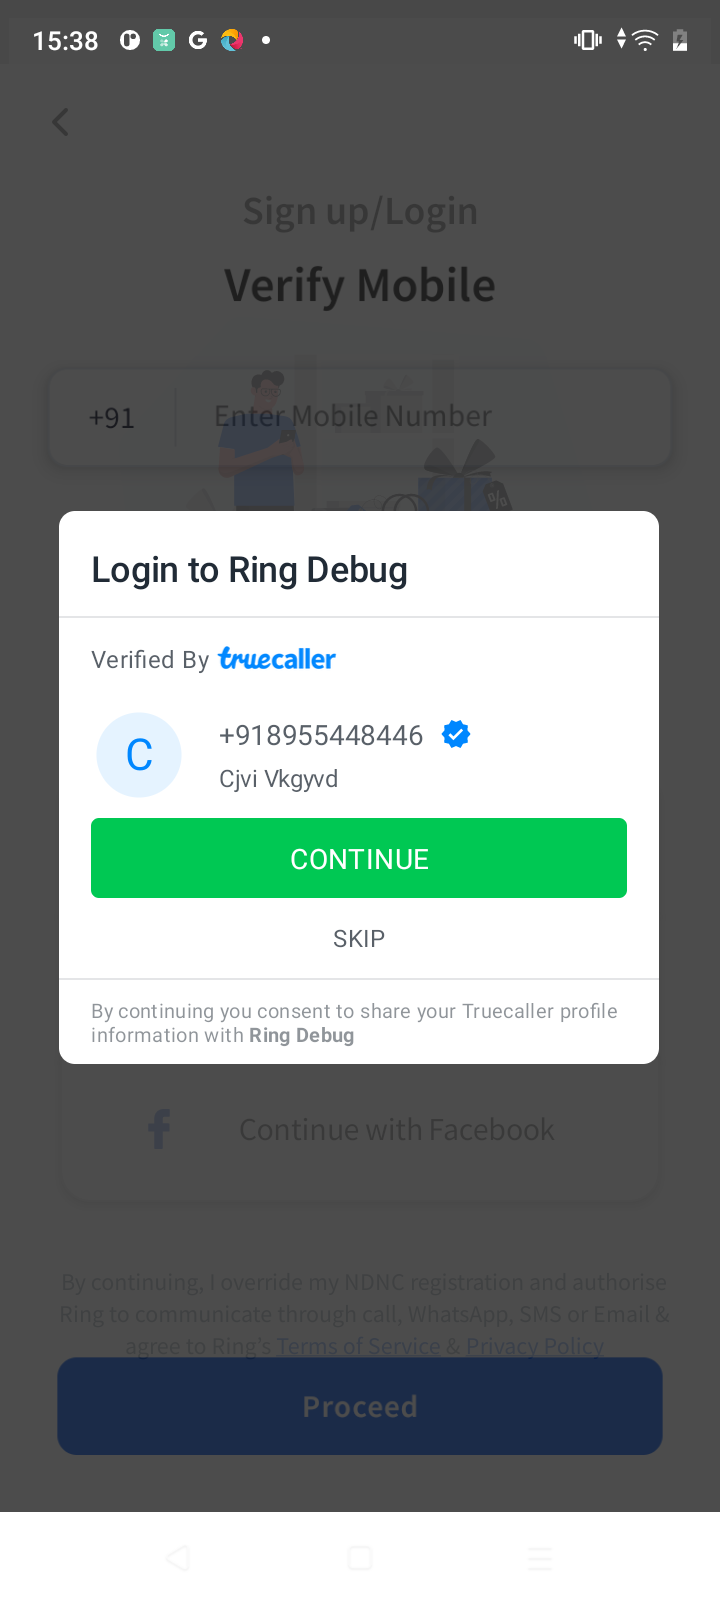 15:38
Sign up/Login
Verify Mobile
+91 Enter Mobile Number
%
Login to Ring Debug
Verified By truecaller
C
+918955448446
Cjvi Vkgyvd
CONTINUE
SKIP
By continuing you consent to share your Truecaller profile
information with Ring Debug
f Continue with Facebook
By continuing, I override my NDNC registration and authorise
Ring to communicate through call, WhatsApp, SMS or Email &
agree to Ring's Terms of Service & Privacy Policy
Proceed